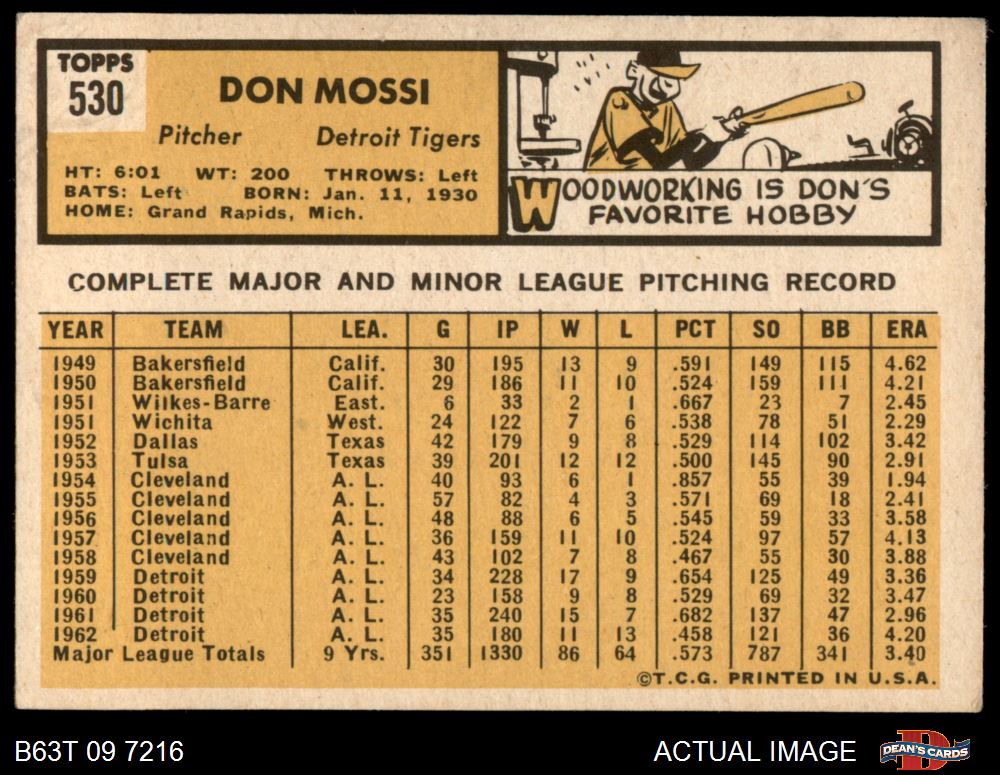 TOPPS
530
DON MOSSI
Pitcher Detroit Tigers
HT: 6:01 WT: 200 THROWS: Left
BATS: Left BORN: Jan. 11, 1930
HOME: Grand Rapids, Mich.
WOODWORKING IS DON'S
FAVORITE HOBBY
COMPLETE MAJOR AND MINOR LEAGUE PITCHING RECORD
YEAR TEAM LEA. G IP W L PCT SO BB ERA
1949 Bakersfield Calif. 30 195 13 9 .591 149 115 4.62
1950 Bakersfield Calif. 29 186 11 10 .524 159 111 4.21
1951 Wilkes-Barre East. 6 33 2 1 .667 23 7 2.45
1951 Wichita West. 24 122 7 6 .538 78 51 2.29
1952 Dallas Texas 42 179 9 8 .529 114 102 3.42
1953 Tulsa Texas 39 201 12 12 .500 145 90 2.91
1954 Cleveland A. L. 40 93 6 1 .857 55 39 1.94
1955 Cleveland A. L. 57 82 4 3 .571 69 18 2.41
1956 Cleveland A. L. 48 88 6 5 .545 59 33 3.58
1957 Cleveland A. L. 36 159 11 10 .524 97 57 4.13
1958 Cleveland A. L. 43 102 7 8 .467 55 30 3.88
1959 Detroit A. L. 34 228 17 9 .654 125 49 3.36
1960 Detroit A. L. 23 158 9 8 .529 69 32 3.47
1961 Detroit A. L. 35 240 15 7 .682 137 47 2.96
1962 Detroit A. L. 35 180 11 13 .458 121 36 4.20
Major League Totals 9 Yrs. 351 1330 86 64 .573 787 341 3.40
©T.C.G. PRINTED IN U.S.A.
B63T 09 7216 ACTUAL IMAGE DEAN'S CARDS